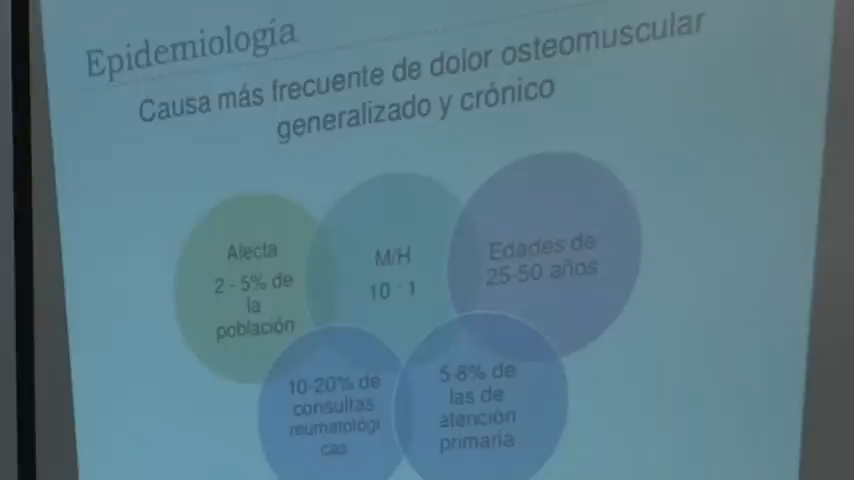 Epidemiología
Causa más frecuente de dolor osteomuscular
generalizado y crónico
Afecta
2 - 5% de
la
población
M/H
10 : 1
Edades de
25-50 años
10-20% de
consultas
reumatológi
cas
5-8% de
las de
atención
primaria